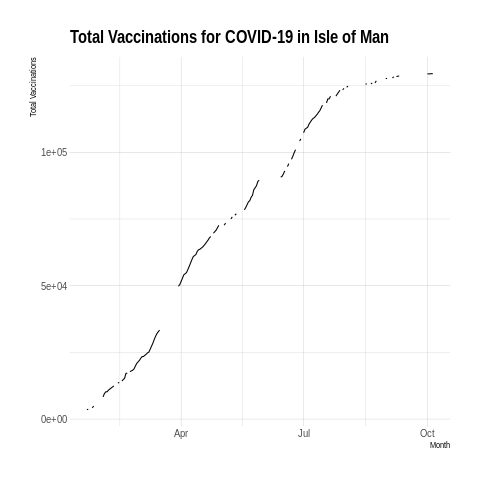 Total Vaccinations for COVID-19 in Isle of Man
Total Vaccinations
1e+05
5e+04
0e+00
Apr Jul Oct
Month